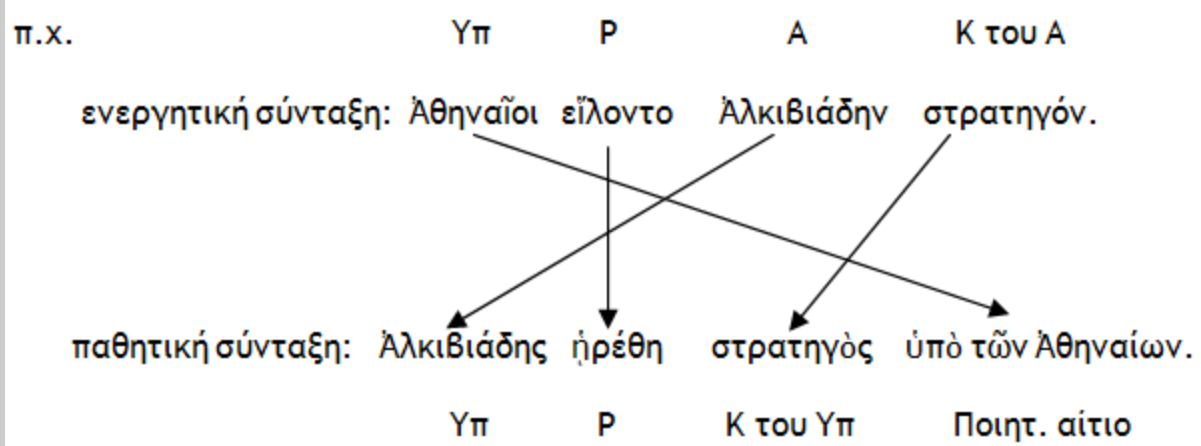 π.χ. Υπ Ρ Α Κ του Α
ενεργητική σύνταξη: Ἀθηναῖοι εἵλοντο Ἀλκιβιάδην στρατηγόν.
παθητική σύνταξη: Ἀλκιβιάδης ᾑρέθη στρατηγὸς ὑπὸ τῶν Ἀθηναίων.
Υπ Ρ Κ του Υπ Ποιητ. αίτιο